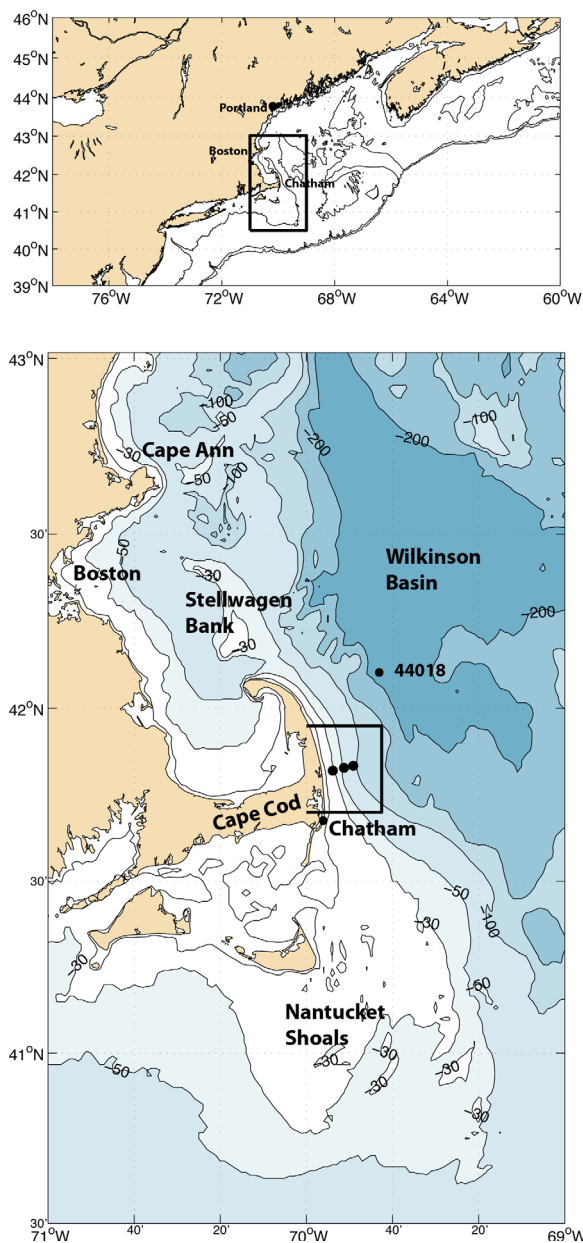 46°N
45°N
44°N
Portland
43°N
Boston
42°N
Chatham
41°N
40°N
39°N
76°W
72°W
68°W
64°W
60°W
43°N
−100
−50
−100
−200
−200
−30
Cape Ann
−50
−100
30'
−50
Wilkinson
Basin
Boston
−30
Stellwagen
Bank
−200
−30
44018
42°N
Cape Cod
Chatham
−50
−100
−30
30'
−30
−50
Nantucket
Shoals
41°N
−30
−30
−30
−30
−50
−30
30'
71°W
40'
20'
70°W
40'
20'
69°W